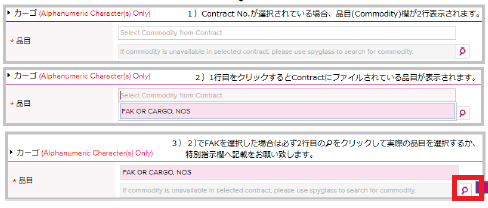 カーゴ (Alphanumeric Character(s) Only)
1）Contract No.が選択されている場合、品目(Commodity)欄が2行表示されます。
* 品目
Select Commodity from Contract
If commodity is unavailable in selected contract, please use spyglass to search for commodity.
カーゴ (Alphanumeric Character(s) Only)
2）1行目をクリックするとContractにファイルされている品目が表示されます。
* 品目
Select Commodity from Contract
FAK OR CARGO, NOS
カーゴ (Alphanumeric Character(s) Only)
3）2)でFAKを選択した場合は必ず2行目の🔎をクリックして実際の品目を選択するか、
特別指示欄へ記載をお願い致します。
* 品目
FAK OR CARGO, NOS
If commodity is unavailable in selected contract, please use spyglass to search for commodity.